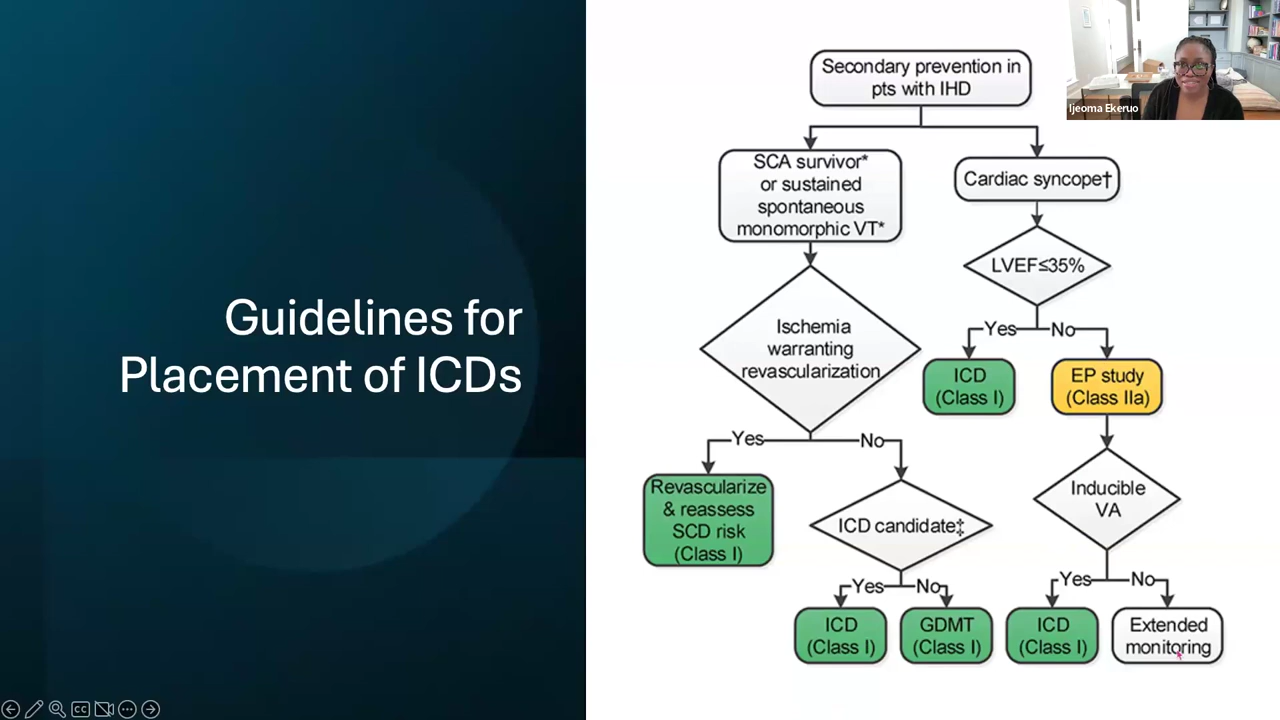 Guidelines for
Placement of ICDs
Secondary prevention in
pts with IHD
SCA survivor*
or sustained
spontaneous
monomorphic VT*
Cardiac syncope†
LVEF≤35%
Ischemia
warranting
revascularization
Yes
No
ICD
(Class I)
EP study
(Class IIa)
Yes
No
Revascularize
& reassess
SCD risk
(Class I)
ICD candidate‡
Inducible
VA
Yes
No
Yes
No
ICD
(Class I)
GDMT
(Class I)
ICD
(Class I)
Extended
monitoring
Ijeoma Ekeruo
CC